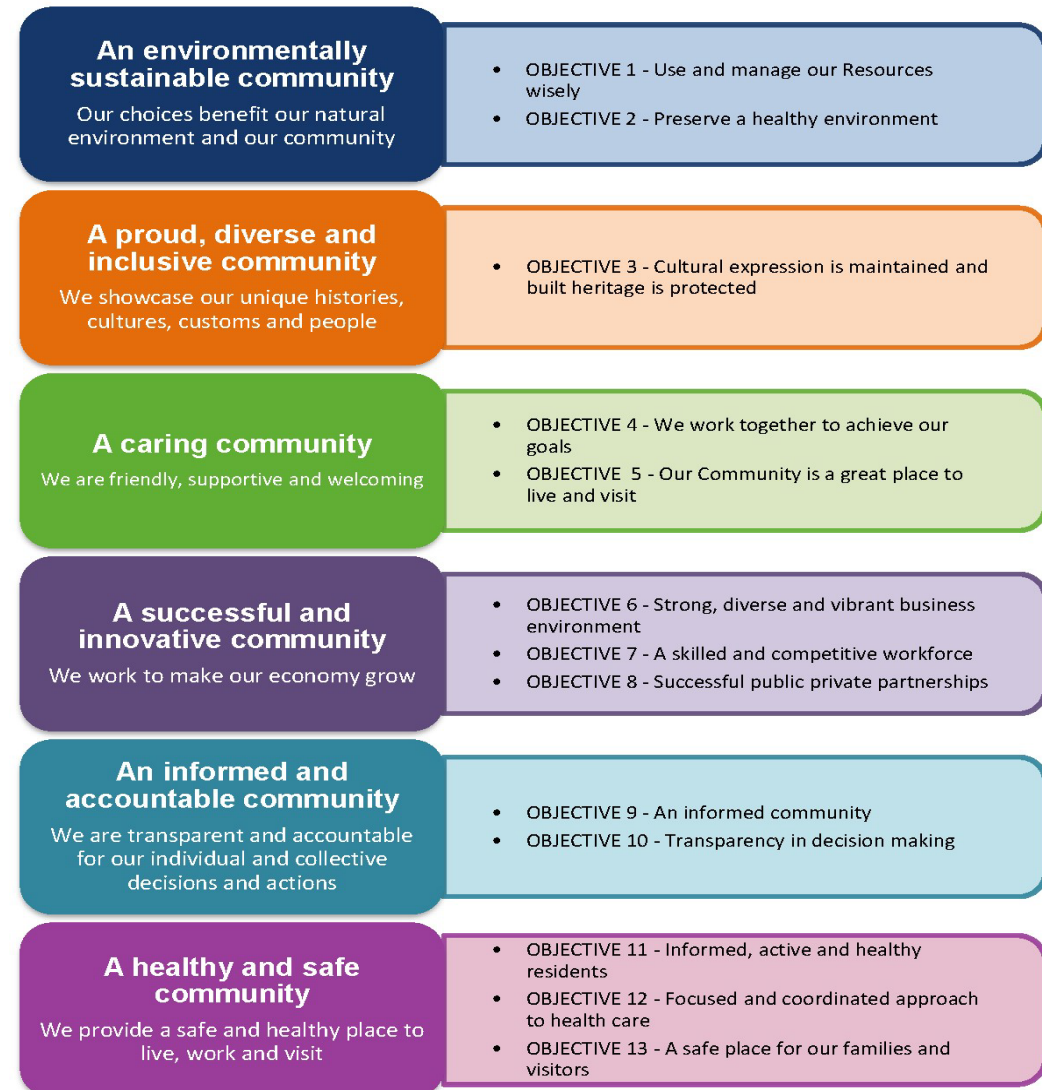 An environmentally
sustainable community
Our choices benefit our natural
environment and our community
• OBJECTIVE 1 - Use and manage our Resources
wisely
• OBJECTIVE 2 - Preserve a healthy environment
A proud, diverse and
inclusive community
We showcase our unique histories,
cultures, customs and people
• OBJECTIVE 3 - Cultural expression is maintained and
built heritage is protected
A caring community
We are friendly, supportive and welcoming
• OBJECTIVE 4 - We work together to achieve our
goals
• OBJECTIVE  5 - Our Community is a great place to
live and visit
A successful and
innovative community
We work to make our economy grow
• OBJECTIVE 6 - Strong, diverse and vibrant business
environment
• OBJECTIVE 7 - A skilled and competitive workforce
• OBJECTIVE 8 - Successful public private partnerships
An informed and
accountable community
We are transparent and accountable
for our individual and collective
decisions and actions
• OBJECTIVE 9 - An informed community
• OBJECTIVE 10 - Transparency in decision making
A healthy and safe
community
We provide a safe and healthy place to
live, work and visit
• OBJECTIVE 11 - Informed, active and healthy
residents
• OBJECTIVE 12 - Focused and coordinated approach
to health care
• OBJECTIVE 13 - A safe place for our families and
visitors